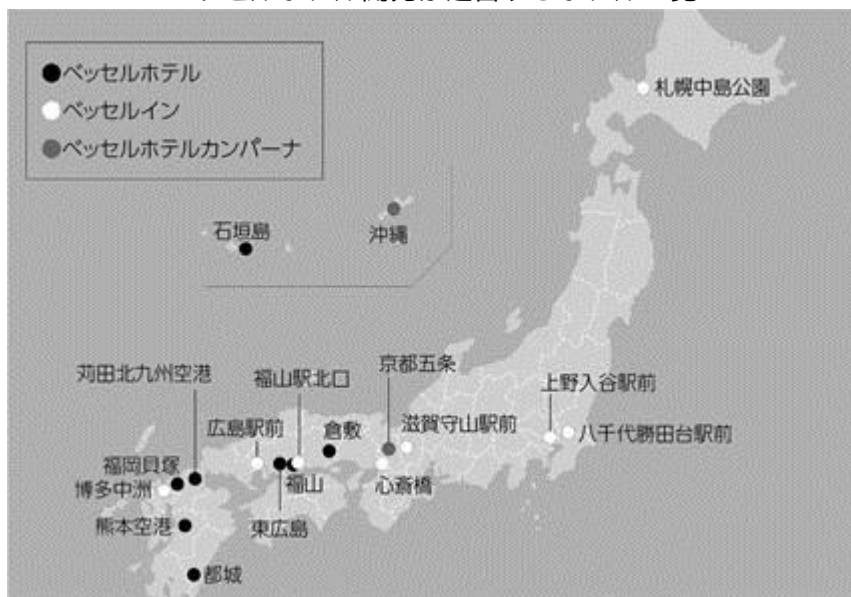 ●ベッセルホテル
●ベッセルイン
●ベッセルホテルカンパーナ
札幌中島公園
石垣島
沖縄
苅田北九州空港
福山駅北口
京都五条
上野入谷駅前
広島駅前
倉敷
滋賀守山駅前
八千代勝田台駅前
福岡貝塚
博多中洲
福山
心斎橋
熊本空港
東広島
都城